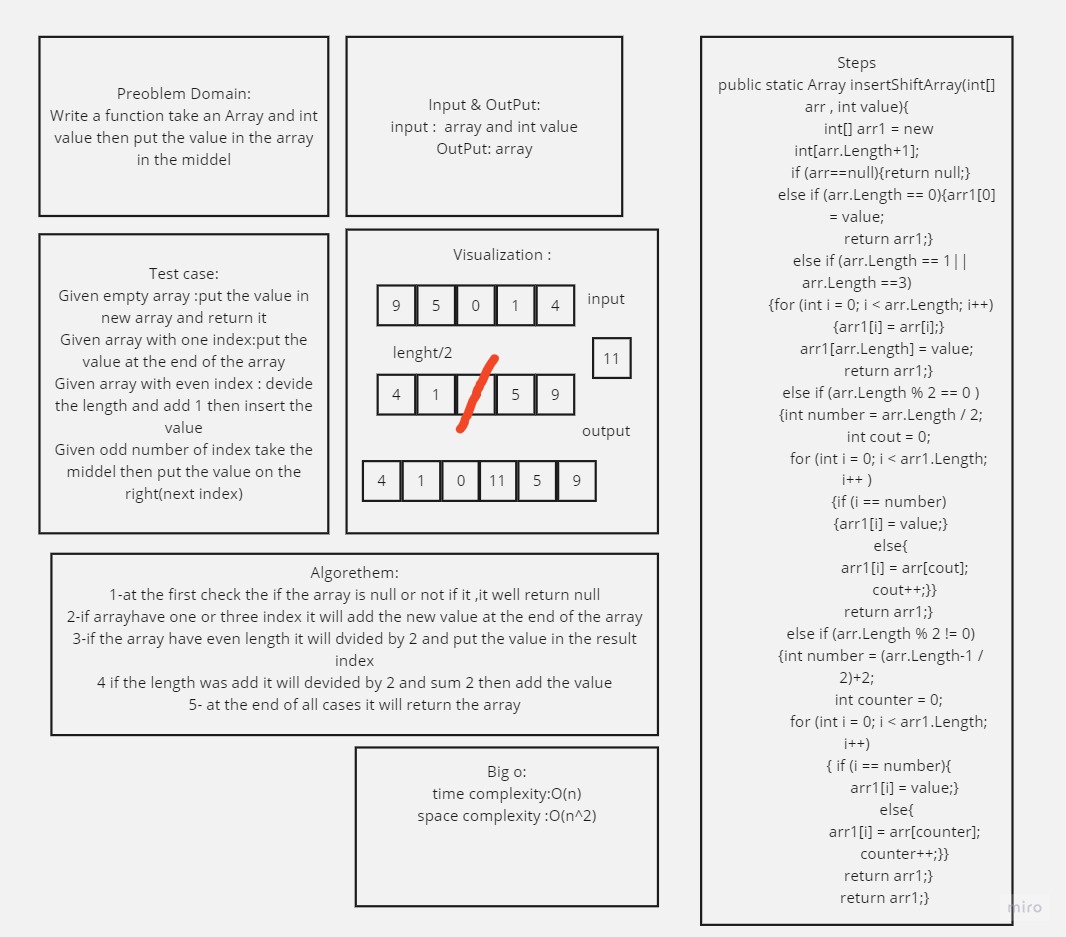 Preoblem Domain:
Write a function take an Array and int
value then put the value in the array
in the middel
Input & OutPut:
input :  array and int value
OutPut: array
Test case:
Given empty array :put the value in
new array and return it
Given array with one index:put the
value at the end of the array
Given array with even index : devide
the length and add 1 then insert the
value
Given odd number of index take the
middel then put the value on the
right(next index)
Visualization :
9 5 0 1 4
input
11
lenght/2
4 1 5 9
output
4 1 0 11 5 9
Algorethem:
1-at the first check the if the array is null or not if it ,it well return null
2-if arrayhave one or three index it will add the new value at the end of the array
3-if the array have even length it will dvided by 2 and put the value in the result
index
4 if the length was add it will devided by 2 and sum 2 then add the value
5- at the end of all cases it will return the array
Big o:
time complexity:O(n)
space complexity :O(n^2)
Steps
public static Array insertShiftArray(int[]
arr , int value){
int[] arr1 = new
int[arr.Length+1];
if (arr==null){return null;}
else if (arr.Length == 0){arr1[0]
= value;
return arr1;}
else if (arr.Length == 1||
arr.Length ==3)
{for (int i = 0; i < arr.Length; i++)
{arr1[i] = arr[i];}
arr1[arr.Length] = value;
return arr1;}
else if (arr.Length % 2 == 0 )
{int number = arr.Length / 2;
int cout = 0;
for (int i = 0; i < arr1.Length;
i++ )
{if (i == number)
{arr1[i] = value;}
else{
arr1[i] = arr[cout];
cout++;}}
return arr1;}
else if (arr.Length % 2 != 0)
{int number = (arr.Length-1 /
2)+2;
int counter = 0;
for (int i = 0; i < arr1.Length;
i++)
{ if (i == number){
arr1[i] = value;}
else{
arr1[i] = arr[counter];
counter++;}}
return arr1;}
return arr1;}
miro